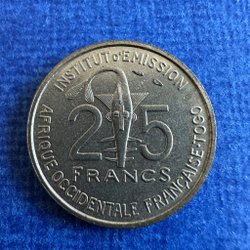 INSTITUT d'EMISSION
25
FRANCS
AFRIQUE OCCIDENTALE FRANÇAISE·TOGO